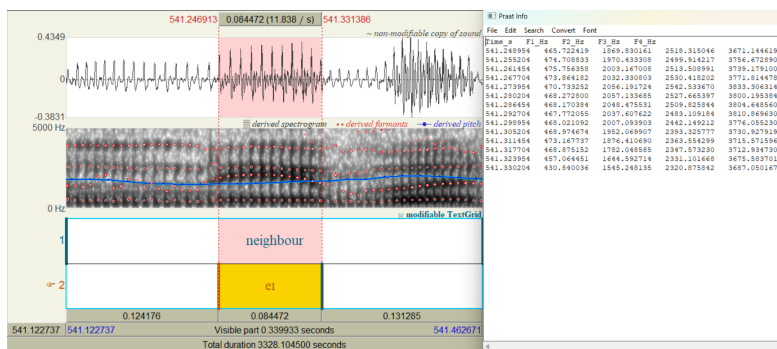 541.246913 0.084472 (11.838 / s) 541.331386
0.4349
~ non-modifiable copy of sound
0
-0.3831
5000 Hz
derived spectrogram derived formants derived pitch
0 Hz
modifiable TextGrid
1 neighbour
2 eɪ
0.124176 0.084472 0.131285
541.122737 541.122737 Visible part 0.339933 seconds 541.462671
Total duration 3328.104500 seconds
Praat Info
File Edit Search Convert Font
Time_s F1_Hz F2_Hz F3_Hz F4_Hz
541.248954 465.722419 1869.830161 2518.315046 3671.144619
541.255204 474.708833 1970.433308 2499.914217 3756.672890
541.261454 475.756358 2003.167008 2513.508991 3739.179100
541.267704 473.864182 2032.330803 2530.418202 3771.814478
541.273954 470.733252 2056.191724 2542.533670 3833.306314
541.280204 468.272800 2057.133685 2527.665397 3800.195384
541.286454 468.170384 2048.475531 2509.825844 3804.648560
541.292704 467.772055 2037.607622 2483.109184 3810.869630
541.298954 468.021092 2007.093903 2442.149212 3776.055230
541.305204 468.974674 1952.069907 2393.325777 3730.927919
541.311454 473.167737 1876.410690 2363.554299 3715.571596
541.317704 468.875152 1782.048585 2347.573230 3712.934730
541.323954 457.064451 1644.592714 2331.101668 3675.583701
541.330204 430.840036 1545.248135 2320.875842 3687.050167